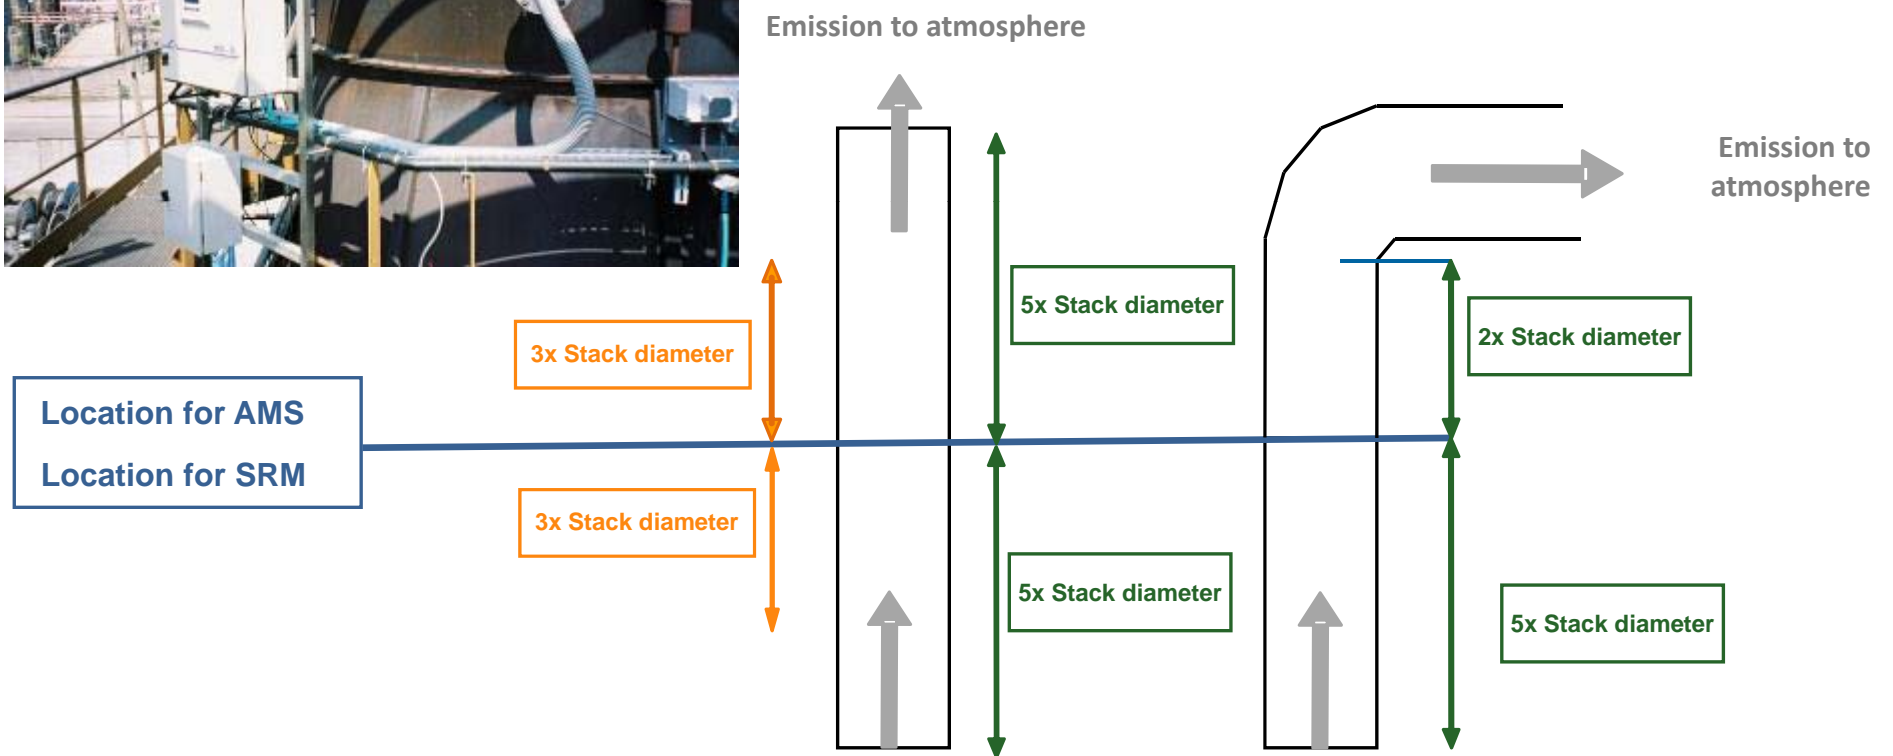 Emission to atmosphere
Emission to
atmosphere
5x Stack diameter
2x Stack diameter
3x Stack diameter
Location for AMS
Location for SRM
3x Stack diameter
5x Stack diameter
5x Stack diameter